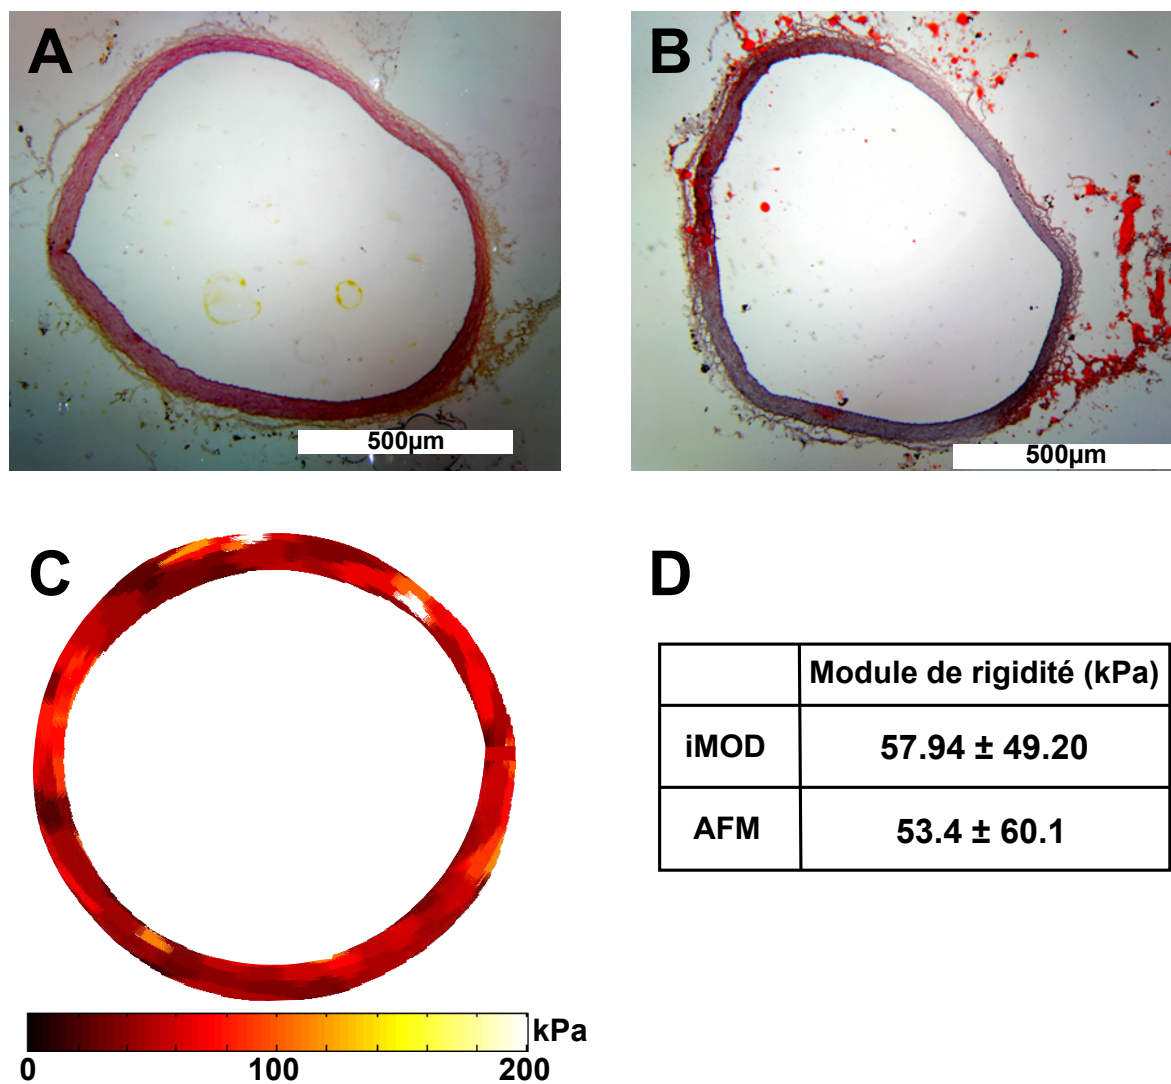 A
B
500µm
500µm
C
D
Module de rigidité (kPa)
iMOD
57.94 ± 49.20
AFM
53.4 ± 60.1
kPa
0
100
200